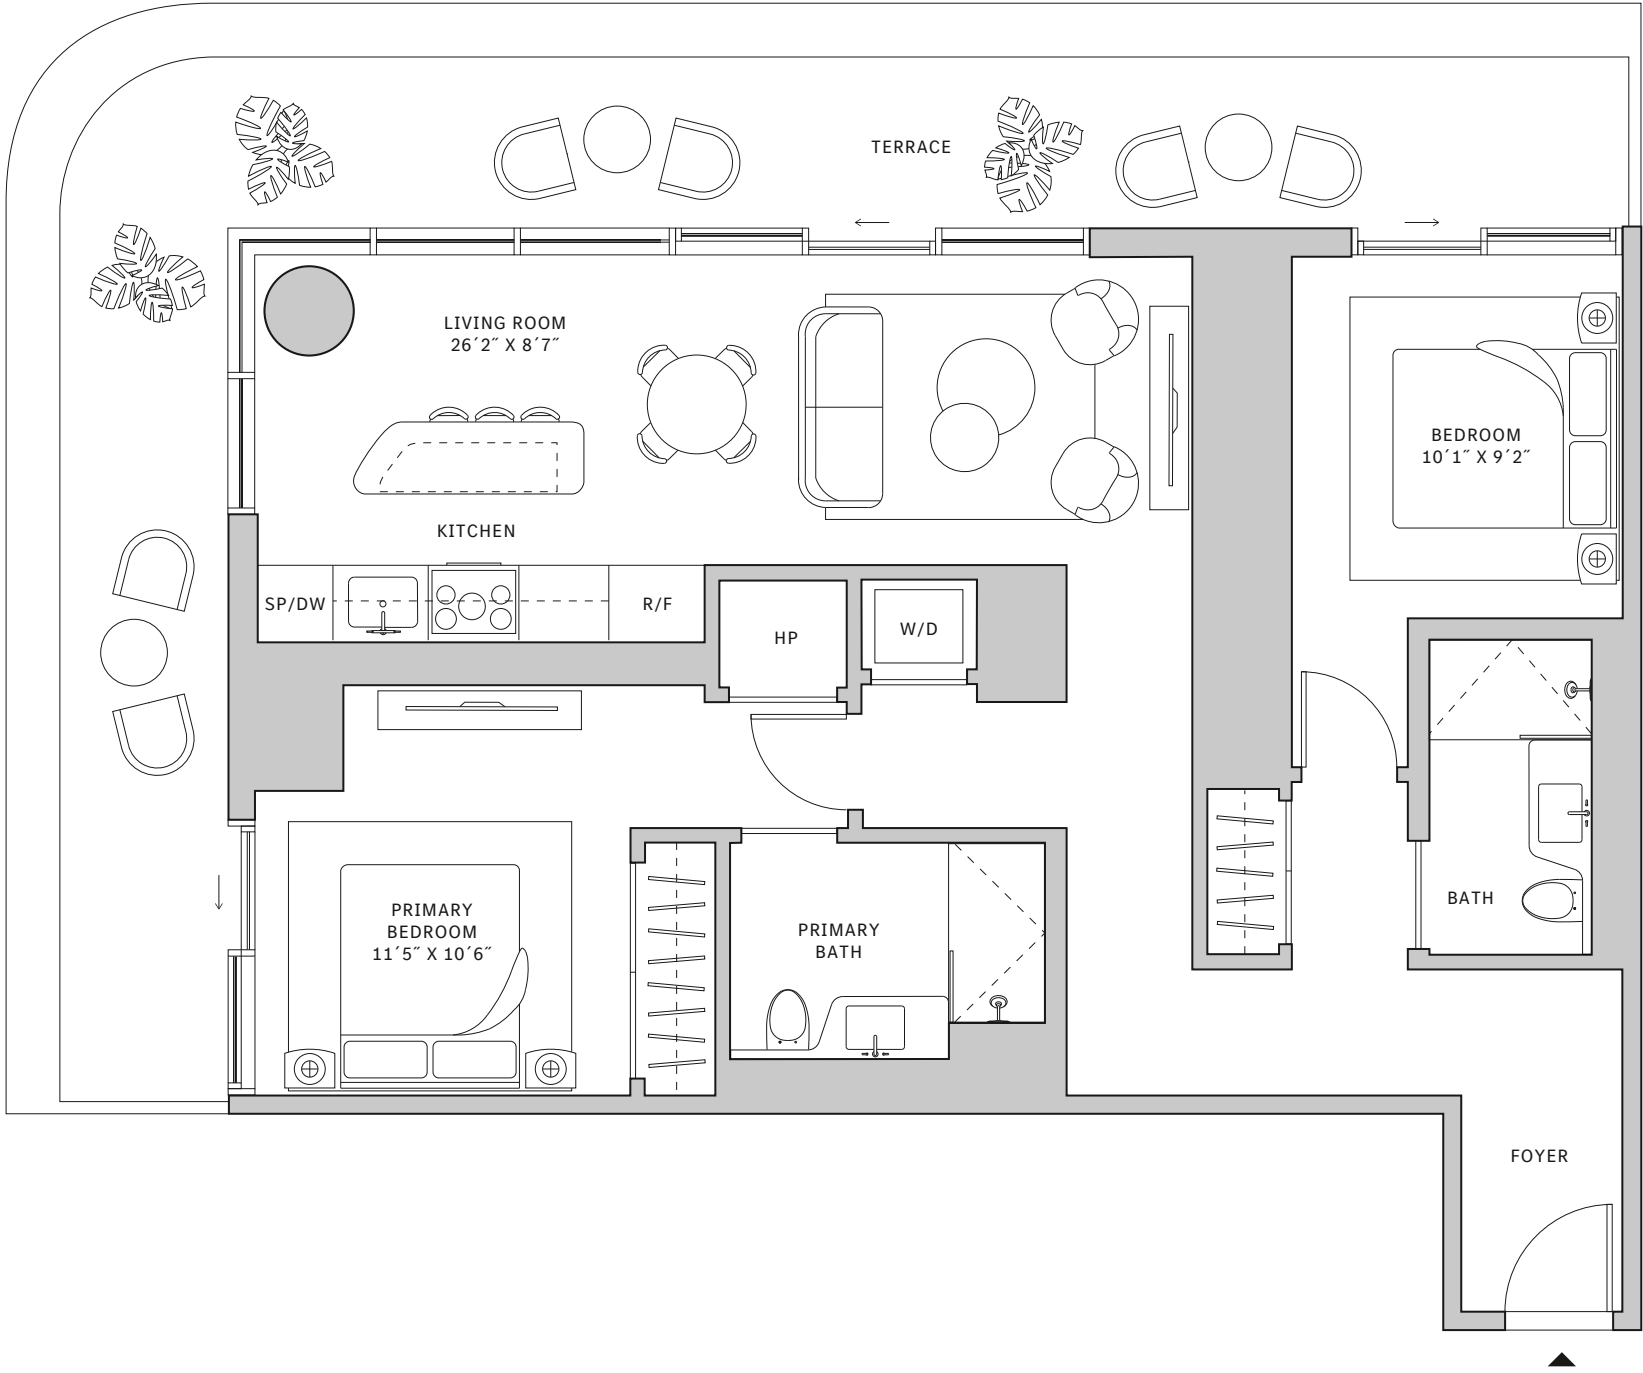 TERRACE
LIVING ROOM
26´2˝ X 8´7˝
BEDROOM
10´1˝ X 9´2˝
KITCHEN
SP/DW
R/F
HP
W/D
BATH
PRIMARY
BEDROOM
11´5˝ X 10´6˝
PRIMARY
BATH
FOYER